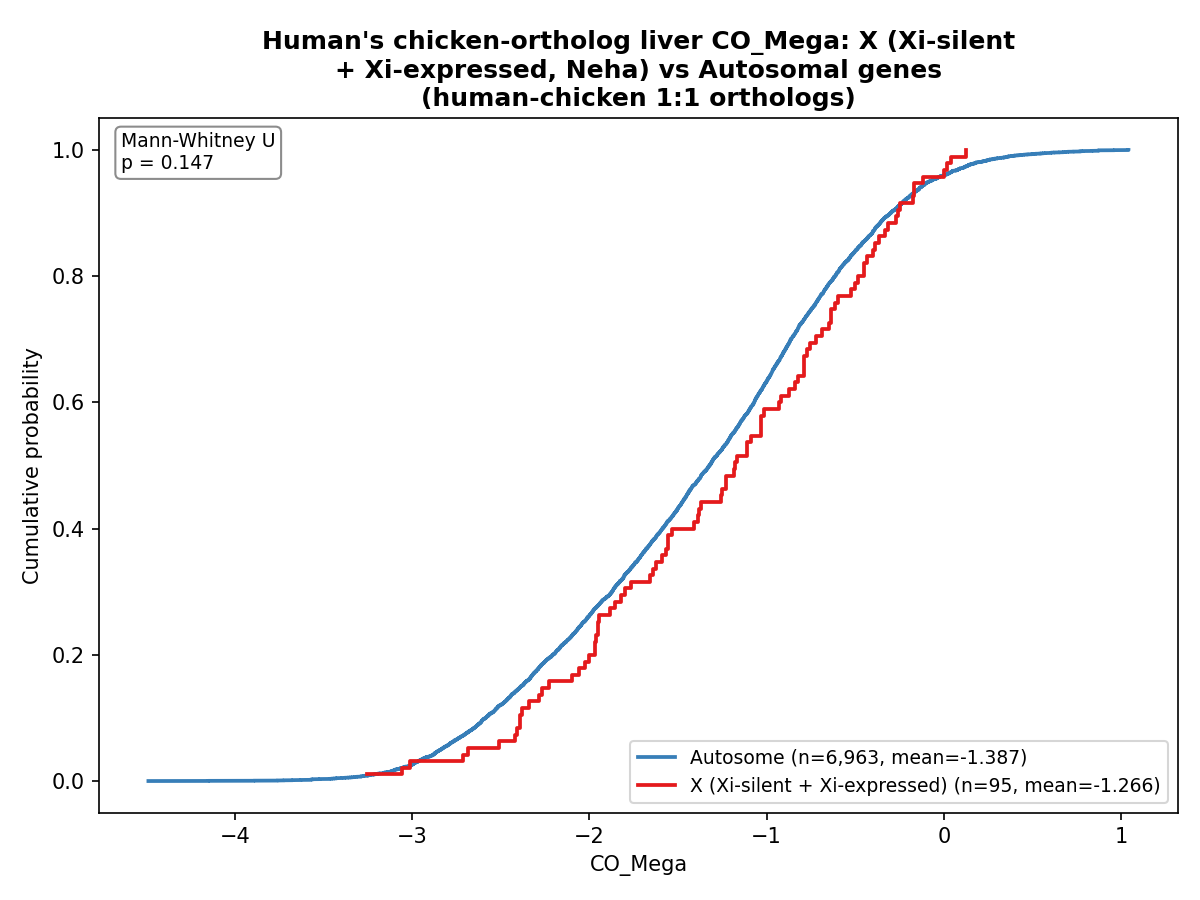 Human's chicken-ortholog liver CO_Mega: X (Xi-silent
+ Xi-expressed, Neha) vs Autosomal genes
(human-chicken 1:1 orthologs)
Mann-Whitney U
p = 0.147
1.0
0.8
0.6
0.4
0.2
0.0
Cumulative probability
Autosome (n=6,963, mean=-1.387)
X (Xi-silent + Xi-expressed) (n=95, mean=-1.266)
−4
−3
−2
−1
0
1
CO_Mega